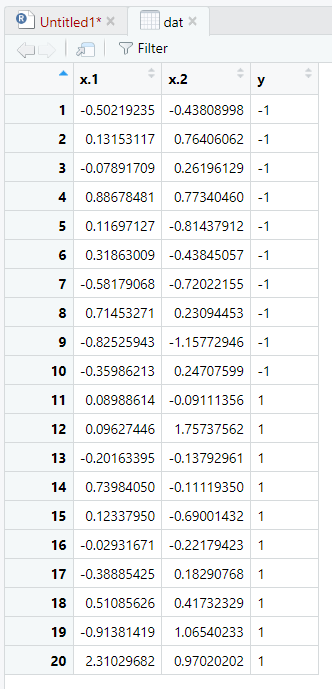 Untitled1* dat
Filter
x.1 x.2 y
1 -0.50219235 -0.43808998 -1
2 0.13153117 0.76406062 -1
3 -0.07891709 0.26196129 -1
4 0.88678481 0.77340460 -1
5 0.11697127 -0.81437912 -1
6 0.31863009 -0.43845057 -1
7 -0.58179068 -0.72022155 -1
8 0.71453271 0.23094453 -1
9 -0.82525943 -1.15772946 -1
10 -0.35986213 0.24707599 -1
11 0.08988614 -0.09111356 1
12 0.09627446 1.75737562 1
13 -0.20163395 -0.13792961 1
14 0.73984050 -0.11119350 1
15 0.12337950 -0.69001432 1
16 -0.02931671 -0.22179423 1
17 -0.38885425 0.18290768 1
18 0.51085626 0.41732329 1
19 -0.91381419 1.06540233 1
20 2.31029682 0.97020202 1